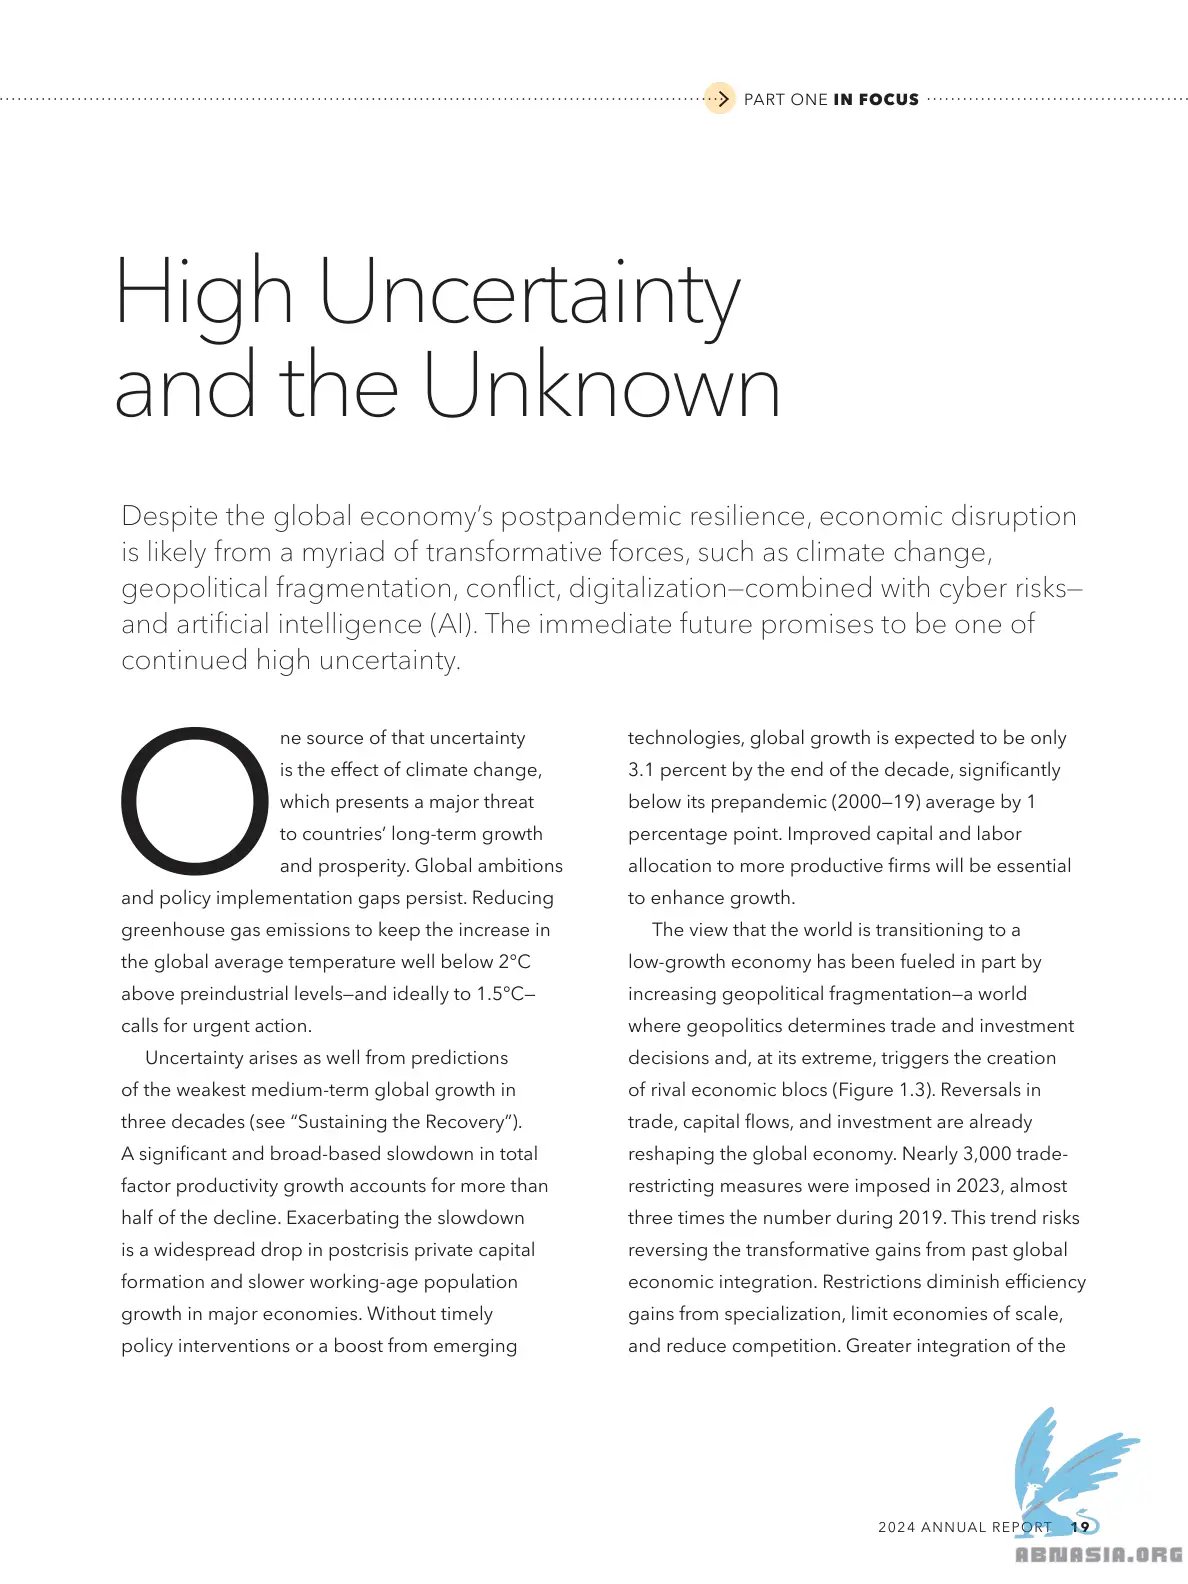 PART ONE IN FOCUS
High Uncertainty
and the Unknown
Despite the global economy’s postpandemic resilience, economic disruption
is likely from a myriad of transformative forces, such as climate change,
geopolitical fragmentation, conflict, digitalization—combined with cyber risks—
and artificial intelligence (AI). The immediate future promises to be one of
continued high uncertainty.
One source of that uncertainty
is the effect of climate change,
which presents a major threat
to countries’ long-term growth
and prosperity. Global ambitions
and policy implementation gaps persist. Reducing
greenhouse gas emissions to keep the increase in
the global average temperature well below 2°C
above preindustrial levels—and ideally to 1.5°C—
calls for urgent action.
Uncertainty arises as well from predictions
of the weakest medium-term global growth in
three decades (see “Sustaining the Recovery”).
A significant and broad-based slowdown in total
factor productivity growth accounts for more than
half of the decline. Exacerbating the slowdown
is a widespread drop in postcrisis private capital
formation and slower working-age population
growth in major economies. Without timely
policy interventions or a boost from emerging
technologies, global growth is expected to be only
3.1 percent by the end of the decade, significantly
below its prepandemic (2000–19) average by 1
percentage point. Improved capital and labor
allocation to more productive firms will be essential
to enhance growth.
The view that the world is transitioning to a
low-growth economy has been fueled in part by
increasing geopolitical fragmentation—a world
where geopolitics determines trade and investment
decisions and, at its extreme, triggers the creation
of rival economic blocs (Figure 1.3). Reversals in
trade, capital flows, and investment are already
reshaping the global economy. Nearly 3,000 trade-
restricting measures were imposed in 2023, almost
three times the number during 2019. This trend risks
reversing the transformative gains from past global
economic integration. Restrictions diminish efficiency
gains from specialization, limit economies of scale,
and reduce competition. Greater integration of the
2024 ANNUAL REPORT 19
ABNASIA.ORG